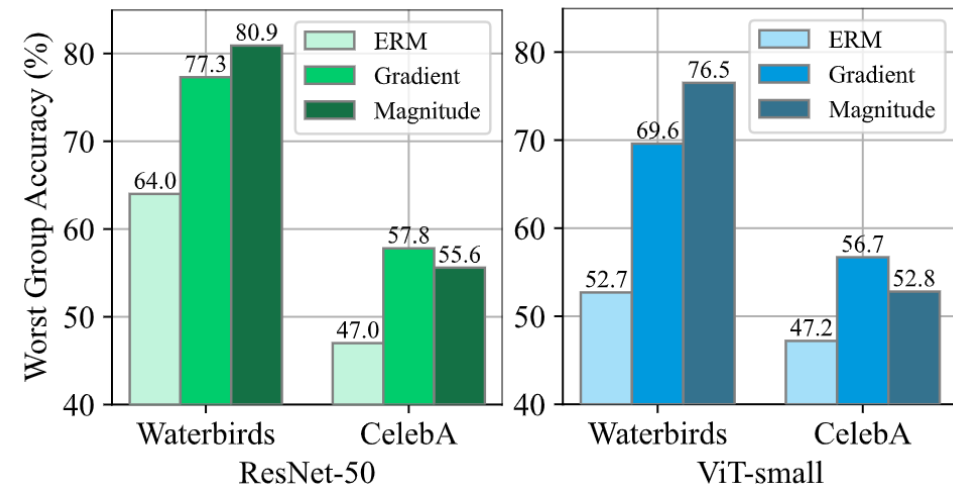 Worst Group Accuracy (%)
80
70
60
50
40
ERM
Gradient
Magnitude
64.0
77.3
80.9
47.0
57.8
55.6
Waterbirds
CelebA
ResNet-50
80
70
60
50
40
ERM
Gradient
Magnitude
52.7
69.6
76.5
47.2
56.7
52.8
Waterbirds
CelebA
ViT-small